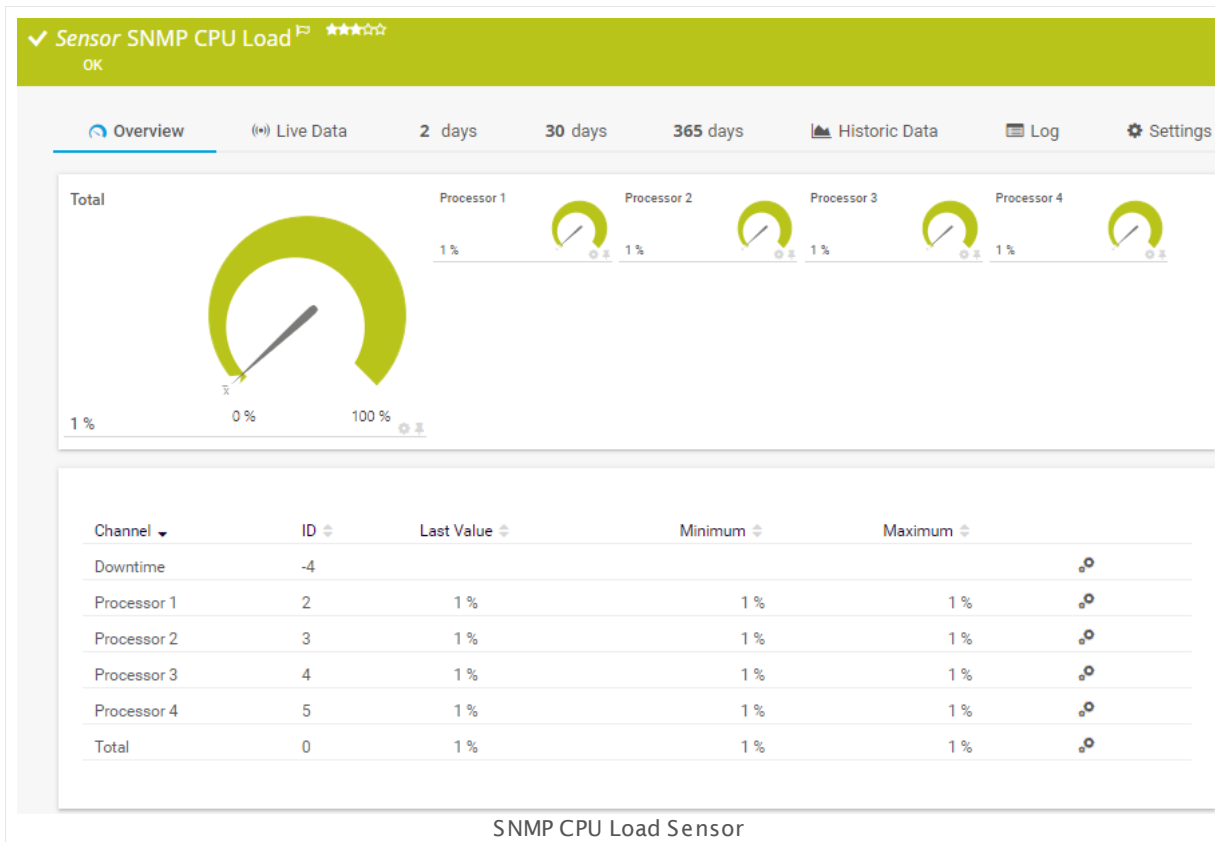 Sensor SNMP CPU Load
OK
Overview Live Data 2 days 30 days 365 days Historic Data Log Settings
Total
x̄
0 % 100 %
1 %
Processor 1
1 %
Processor 2
1 %
Processor 3
1 %
Processor 4
1 %
Channel ID Last Value Minimum Maximum
Downtime -4
Processor 1 2 1 % 1 % 1 %
Processor 2 3 1 % 1 % 1 %
Processor 3 4 1 % 1 % 1 %
Processor 4 5 1 % 1 % 1 %
Total 0 1 % 1 % 1 %
SNMP CPU Load Sensor